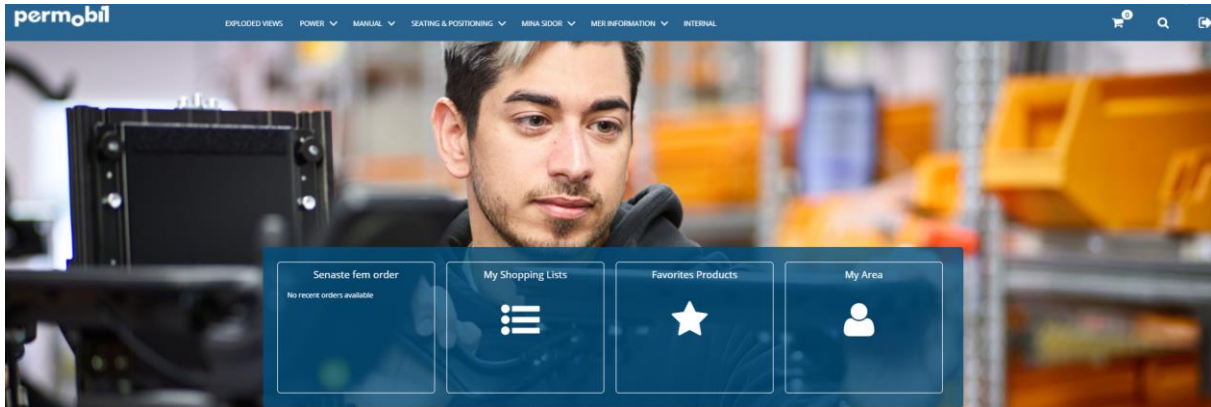 permobil
EXPLODED VIEWS POWER MANUAL SEATING & POSITIONING MINA SIDOR MER INFORMATION INTERNAL
0
Senaste fem order
No recent orders available
My Shopping Lists
Favorites Products
My Area